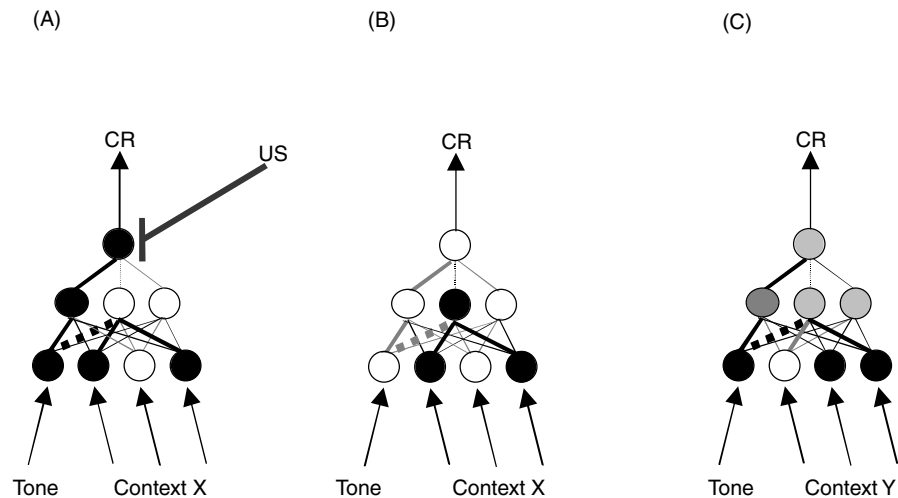 (A)
(B)
(C)
CR
US
CR
CR
Tone
Context X
Tone
Context X
Tone
Context Y